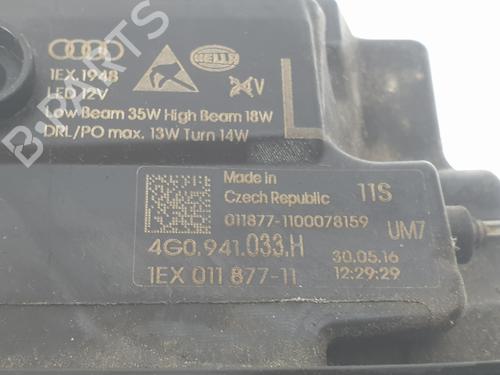 HELLA
1EX.1948
LED 12V
24V
Low Beam 35W High Beam 18W
DRL/PO max. 13W Turn 14W
L
Made in
Czech Republic
11S
011877-1100078159
UM7
4G0.941.033.H
30.05.16
1EX 011 877-11
12:29:29